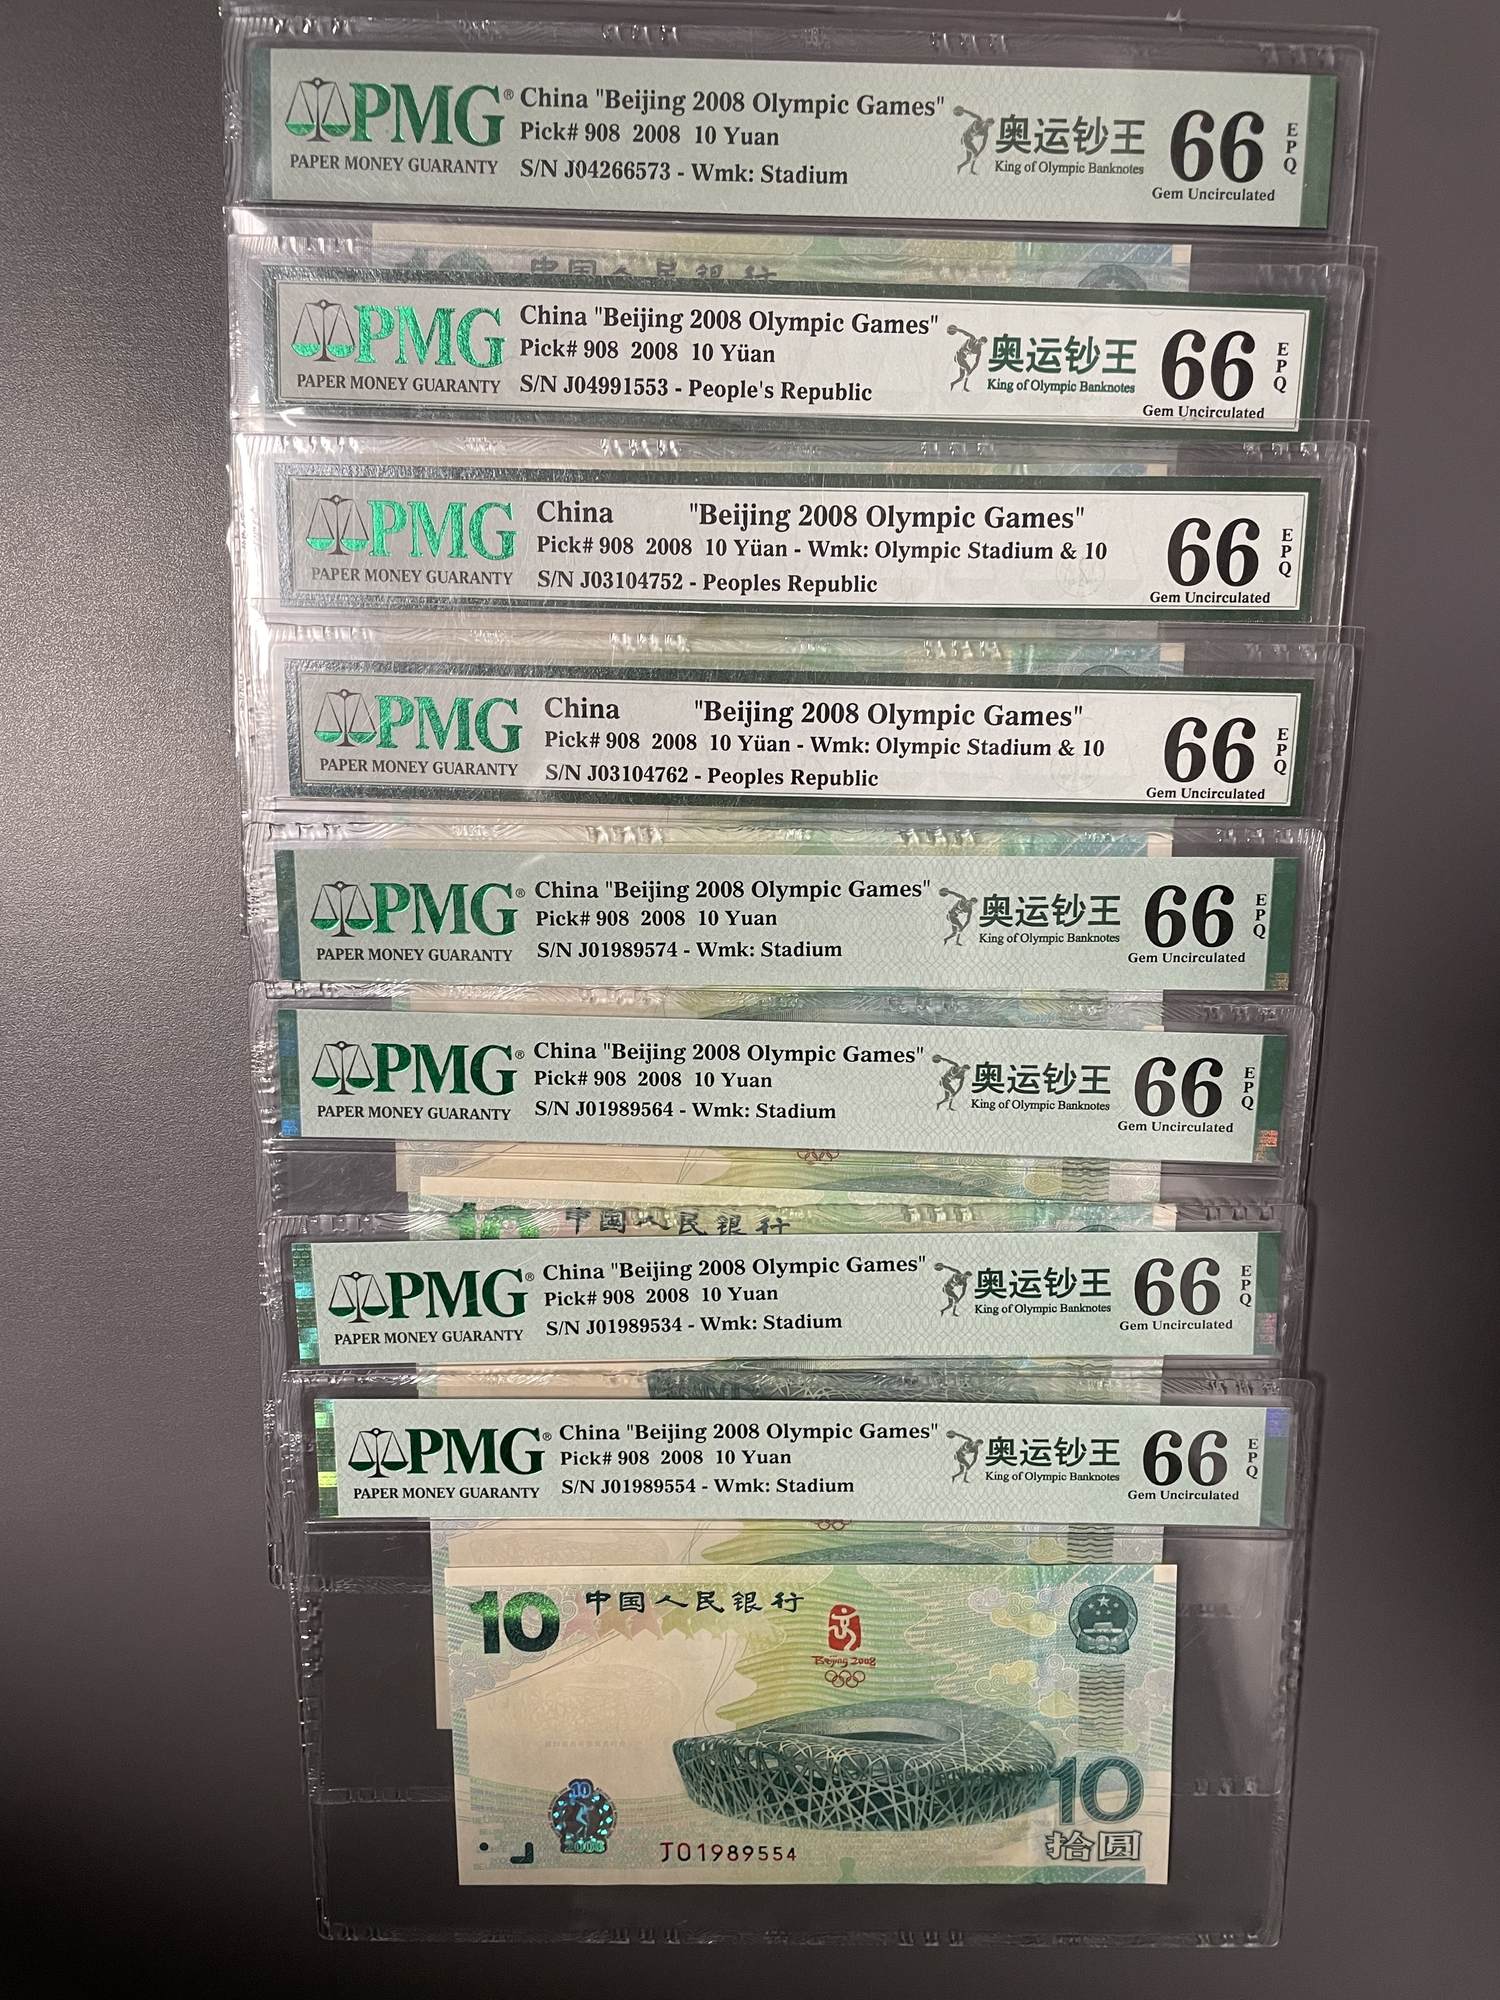 PMG®
PAPER MONEY GUARANTY
China "Beijing 2008 Olympic Games"
Pick# 908 2008 10 Yuan
S/N J04266573 - Wmk: Stadium
奥运钞王
King of Olympic Banknotes
66
EPQ
Gem Uncirculated
中国人民银行
PMG
PAPER MONEY GUARANTY
China "Beijing 2008 Olympic Games"
Pick# 908 2008 10 Yüan
S/N J04991553 - People's Republic
奥运钞王
King of Olympic Banknotes
66
EPQ
Gem Uncirculated
PMG
PAPER MONEY GUARANTY
China "Beijing 2008 Olympic Games"
Pick# 908 2008 10 Yüan - Wmk: Olympic Stadium & 10
S/N J03104752 - Peoples Republic
66
EPQ
Gem Uncirculated
PMG
PAPER MONEY GUARANTY
China "Beijing 2008 Olympic Games"
Pick# 908 2008 10 Yüan - Wmk: Olympic Stadium & 10
S/N J03104762 - Peoples Republic
66
EPQ
Gem Uncirculated
PMG®
PAPER MONEY GUARANTY
China "Beijing 2008 Olympic Games"
Pick# 908 2008 10 Yuan
S/N J01989574 - Wmk: Stadium
奥运钞王
King of Olympic Banknotes
66
EPQ
Gem Uncirculated
PMG®
PAPER MONEY GUARANTY
China "Beijing 2008 Olympic Games"
Pick# 908 2008 10 Yuan
S/N J01989564 - Wmk: Stadium
奥运钞王
King of Olympic Banknotes
66
EPQ
Gem Uncirculated
10 中国人民银行
PMG®
PAPER MONEY GUARANTY
China "Beijing 2008 Olympic Games"
Pick# 908 2008 10 Yuan
S/N J01989534 - Wmk: Stadium
奥运钞王
King of Olympic Banknotes
66
EPQ
Gem Uncirculated
PMG®
PAPER MONEY GUARANTY
China "Beijing 2008 Olympic Games"
Pick# 908 2008 10 Yuan
S/N J01989554 - Wmk: Stadium
奥运钞王
King of Olympic Banknotes
66
EPQ
Gem Uncirculated
10 中国人民银行
Beijing 2008
10
2008
J01989554
10
拾圆